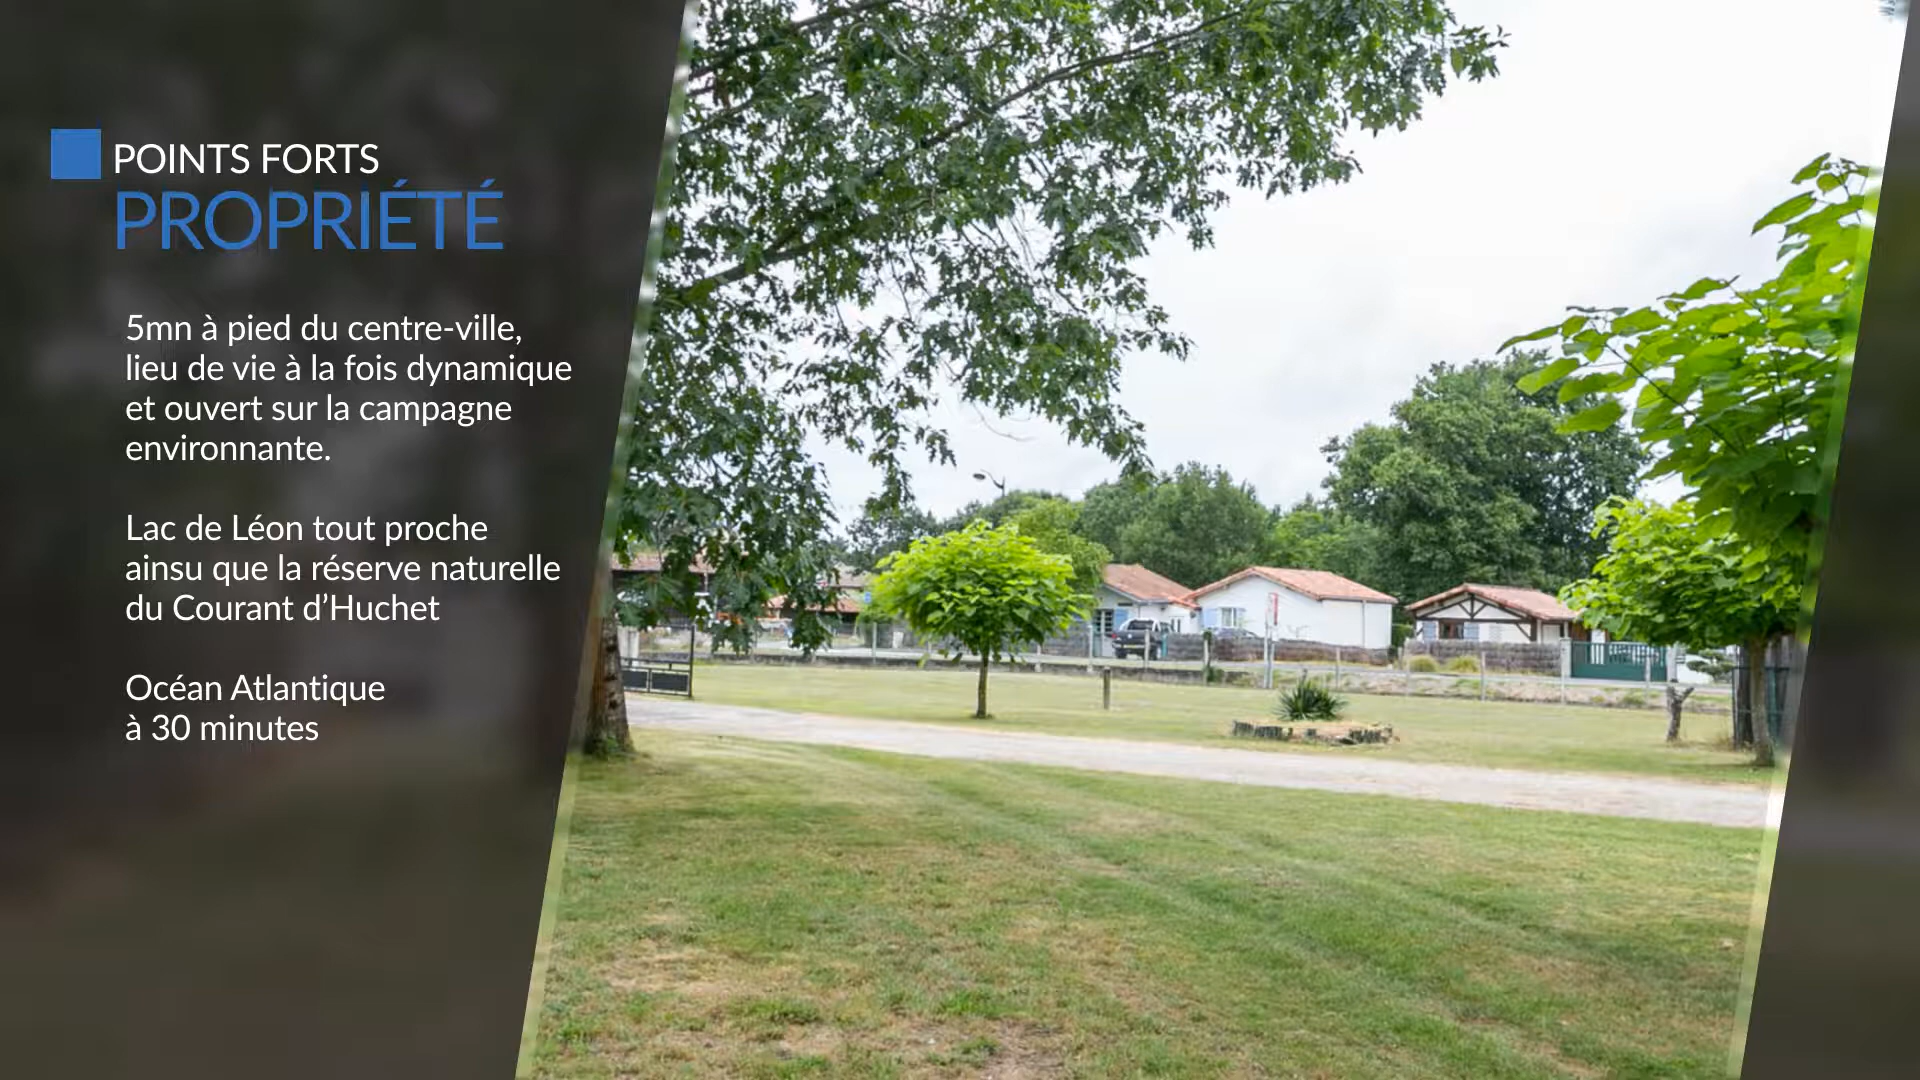 POINTS FORTS
PROPRIÉTÉ
5mn à pied du centre-ville,
lieu de vie à la fois dynamique
et ouvert sur la campagne
environnante.
Lac de Léon tout proche
ainsu que la réserve naturelle
du Courant d’Huchet
Océan Atlantique
à 30 minutes